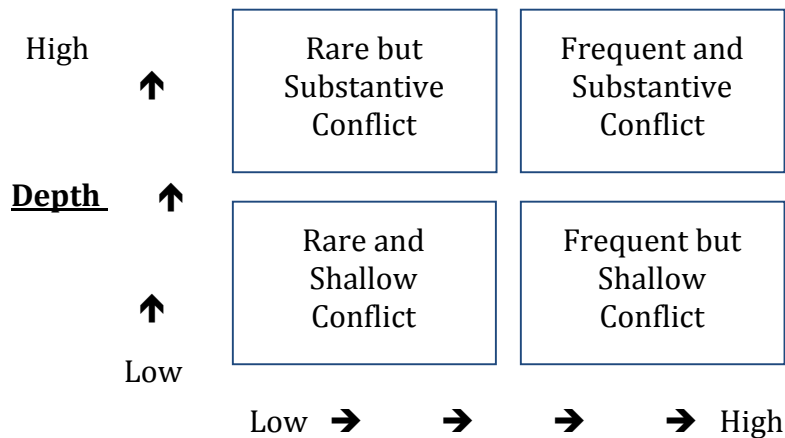 High
Rare but
Substantive
Conflict
Frequent and
Substantive
Conflict
Depth
Rare and
Shallow
Conflict
Frequent but
Shallow
Conflict
Low
Low → → → → High